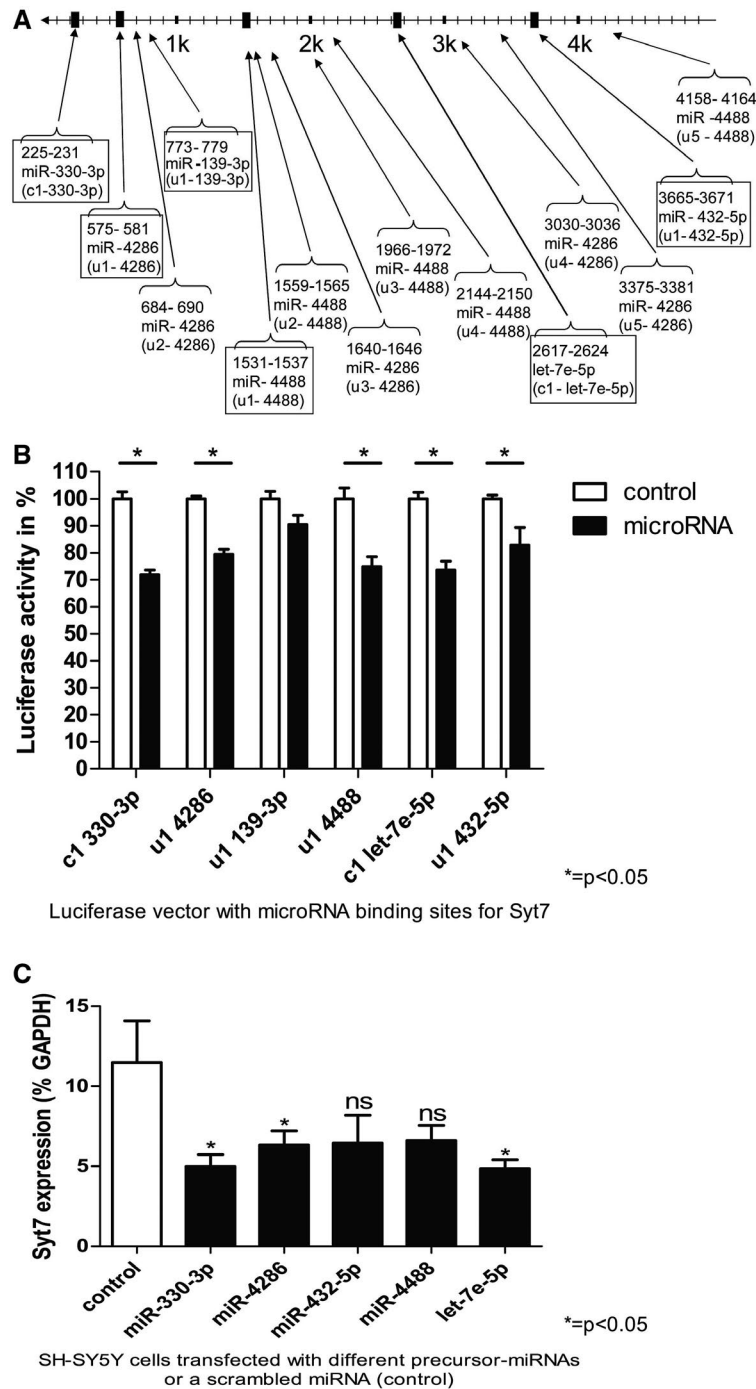 A
1k 2k 3k 4k
225-231
miR-330-3p
(c1-330-3p)
575- 581
miR -4286
(u1- 4286)
684- 690
miR- 4286
(u2- 4286)
773- 779
miR -139-3p
(u1-139-3p)
1531-1537
miR- 4488
(u1- 4488)
1559-1565
miR- 4488
(u2- 4488)
1640-1646
miR- 4286
(u3- 4286)
1966-1972
miR- 4488
(u3- 4488)
2144-2150
miR- 4488
(u4- 4488)
2617-2624
let-7e-5p
(c1- let-7e-5p)
3030-3036
miR- 4286
(u4- 4286)
3375-3381
miR- 4286
(u5- 4286)
3665-3671
miR - 432-5p
(u1- 432-5p)
4158- 4164
miR -4488
(u5 - 4488)
B
* * * * *
Luciferase activity in %
110
100
90
80
70
60
50
40
30
20
10
0
control
microRNA
c1 330-3p
u1 4286
u1 139-3p
u1 4488
c1 let-7e-5p
u1 432-5p
*=p<0.05
Luciferase vector with microRNA binding sites for Syt7
C
Syt7 expression (% GAPDH)
15
10
5
0
* * ns ns *
control
miR-330-3p
miR-4286
miR-432-5p
miR-4488
let-7e-5p
*=p<0.05
SH-SY5Y cells transfected with different precursor-miRNAs
or a scrambled miRNA (control)